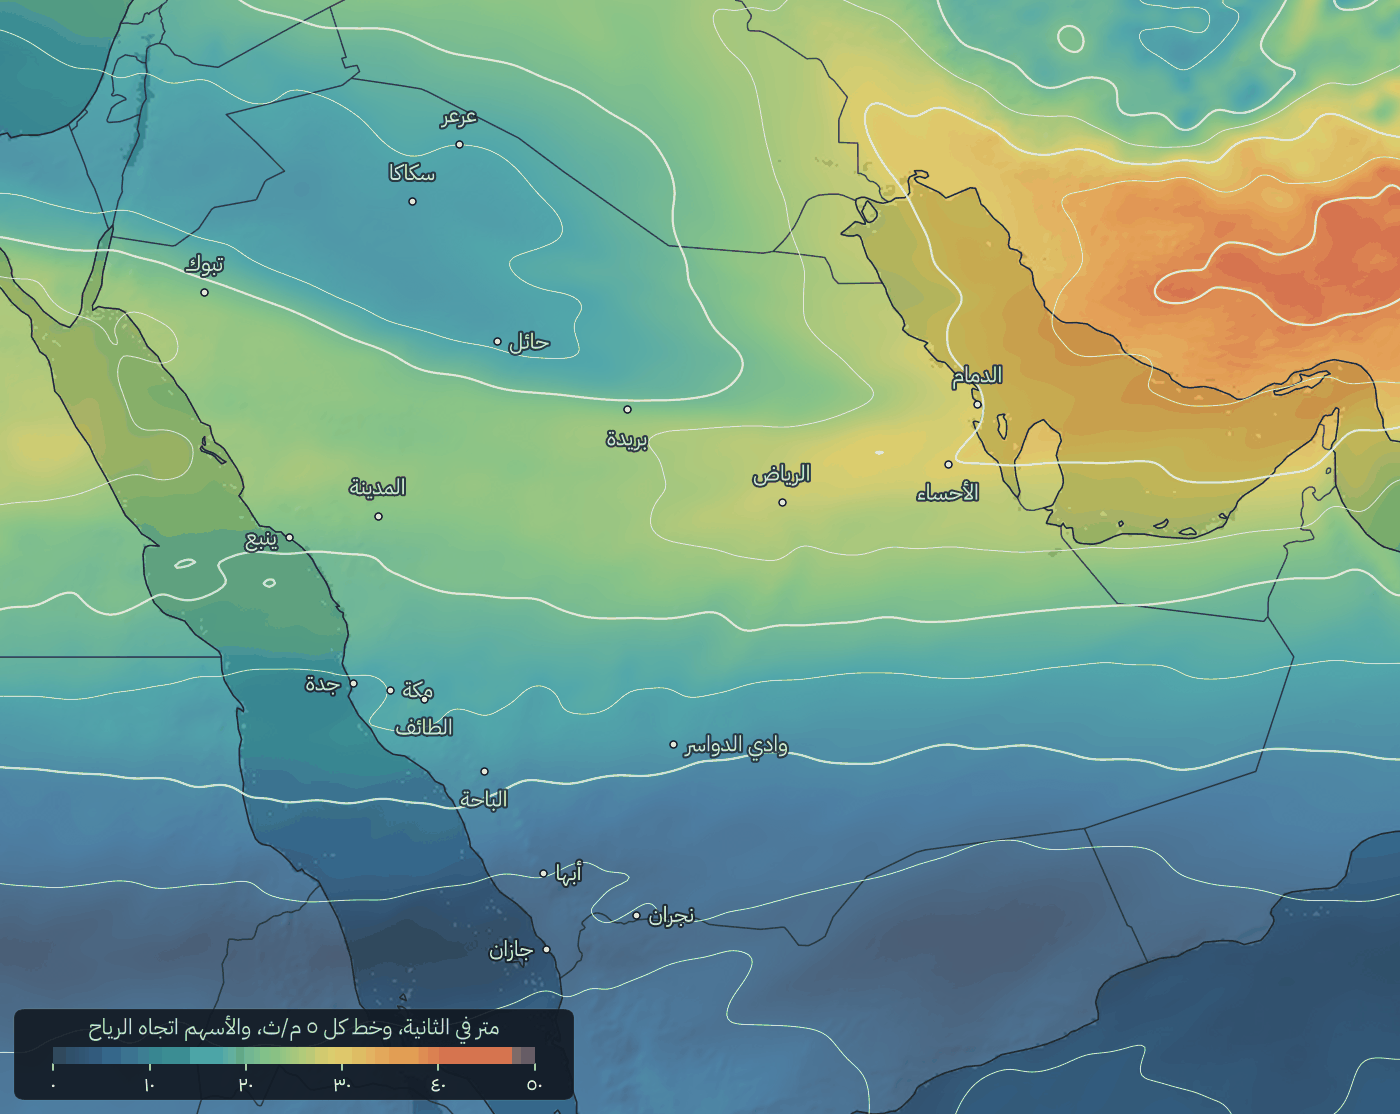 عرعر
سكاكا
تبوك
حائل
الدمام
بريدة
الرياض
المدينة
الأحساء
ينبع
جدة
مكة
الطائف
وادي الدواسر
الباحة
أبها
نجران
جازان
متر في الثانية، وخط كل ٥ م/ث، والأسهم اتجاه الرياح
٠ ١٠ ٢٠ ٣٠ ٤٠ ٥٠